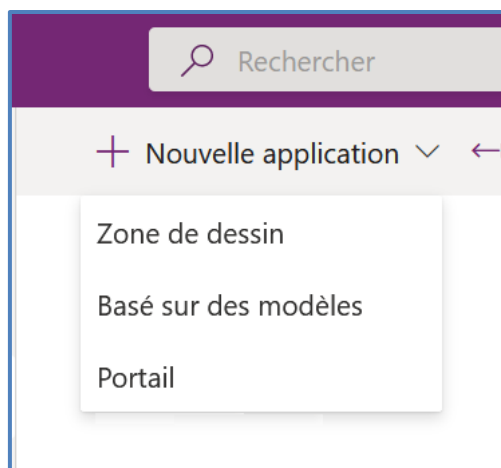 Rechercher
Nouvelle application
Zone de dessin
Basé sur des modèles
Portail